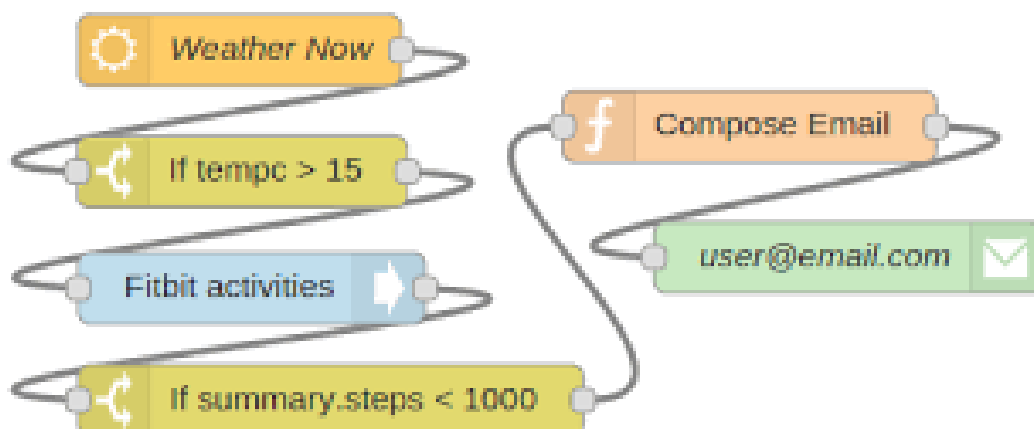 Weather Now
If tempc > 15
Fitbit activities
If summary.steps < 1000
Compose Email
user@email.com